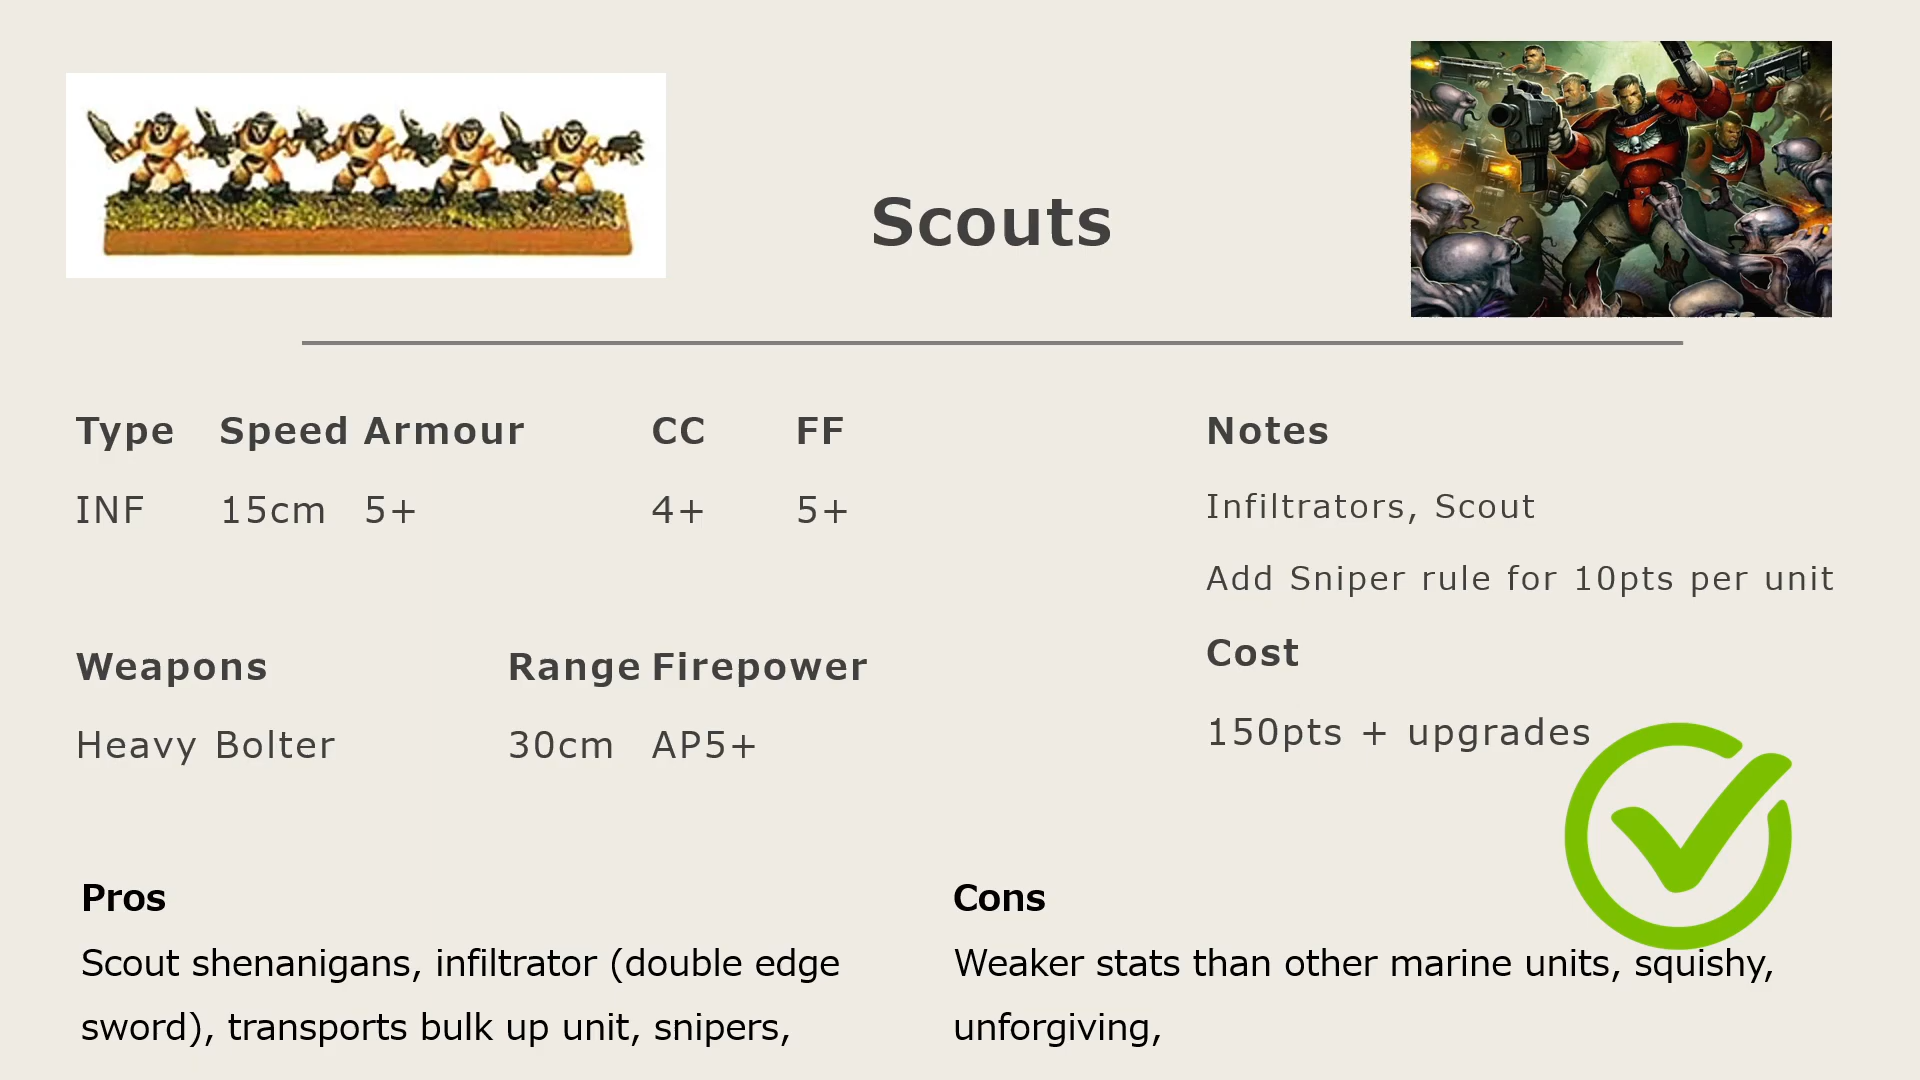 Scouts
Type Speed Armour CC FF
INF 15cm 5+ 4+ 5+
Weapons Range Firepower
Heavy Bolter 30cm AP5+
Notes
Infiltrators, Scout
Add Sniper rule for 10pts per unit
Cost
150pts + upgrades
Pros
Scout shenanigans, infiltrator (double edge
sword), transports bulk up unit, snipers,
Cons
Weaker stats than other marine units, squishy,
unforgiving,